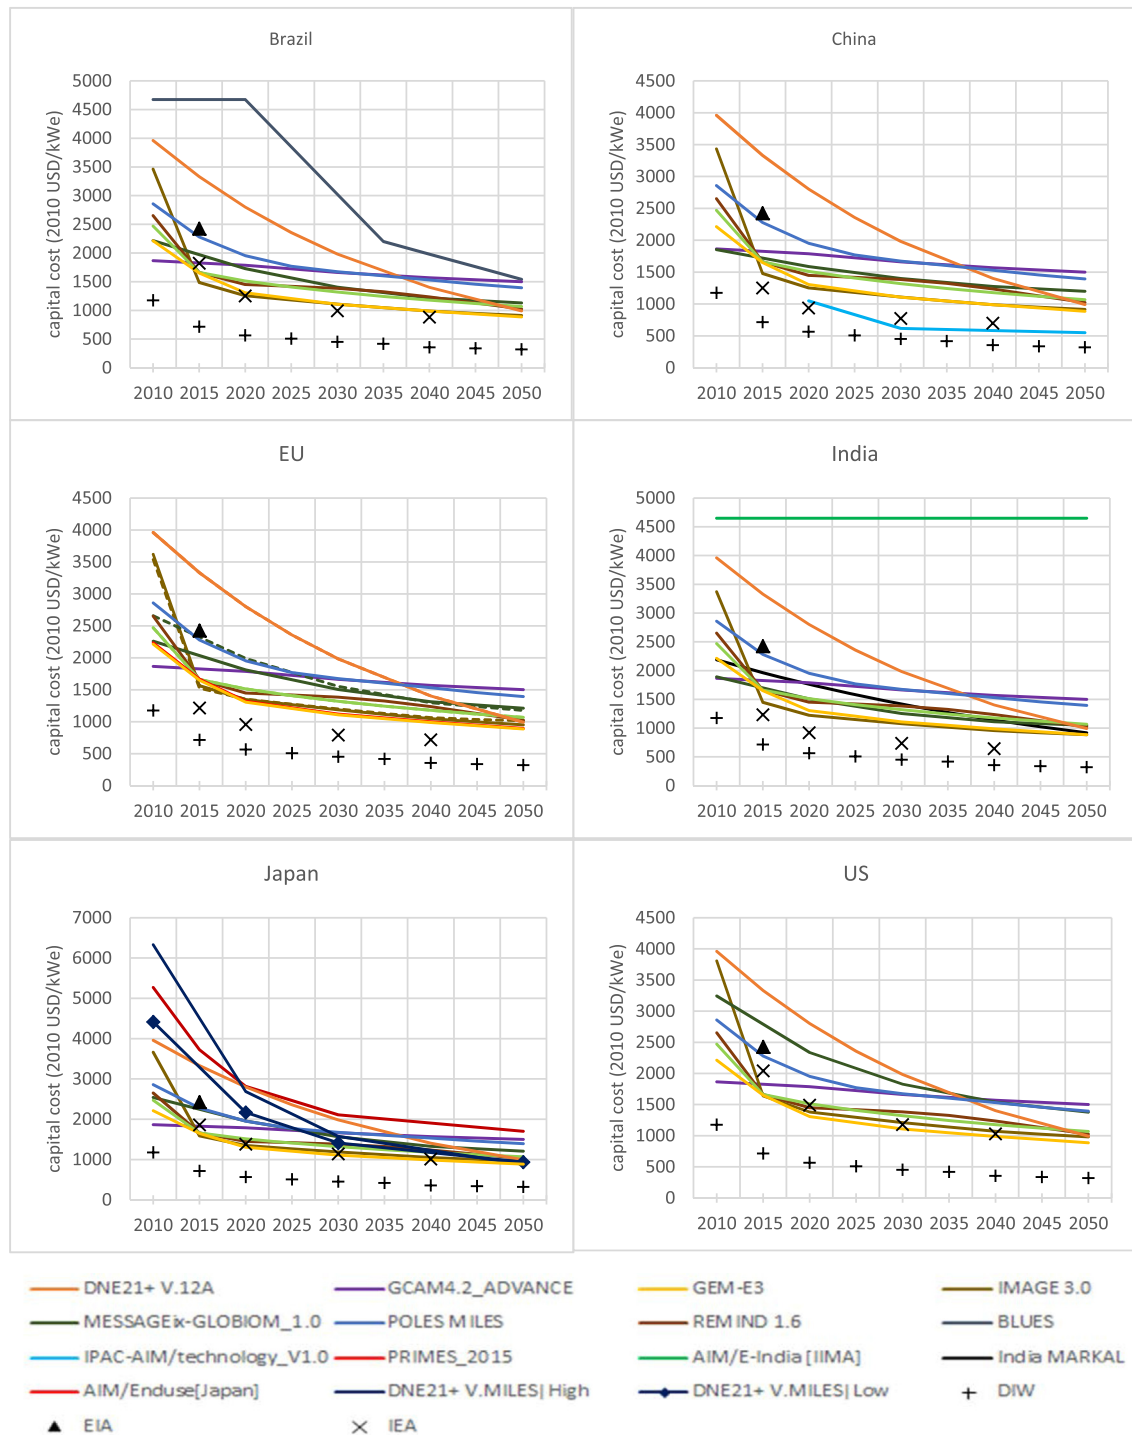 Brazil
capital cost (2010 USD/kWe)
5000
4500
4000
3500
3000
2500
2000
1500
1000
500
0
2010 2015 2020 2025 2030 2035 2040 2045 2050
China
capital cost (2010 USD/kWe)
4500
4000
3500
3000
2500
2000
1500
1000
500
0
2010 2015 2020 2025 2030 2035 2040 2045 2050
EU
capital cost (2010 USD/kWe)
4500
4000
3500
3000
2500
2000
1500
1000
500
0
2010 2015 2020 2025 2030 2035 2040 2045 2050
India
capital cost (2010 USD/kWe)
5000
4500
4000
3500
3000
2500
2000
1500
1000
500
0
2010 2015 2020 2025 2030 2035 2040 2045 2050
Japan
capital cost (2010 USD/kWe)
7000
6000
5000
4000
3000
2000
1000
0
2010 2015 2020 2025 2030 2035 2040 2045 2050
US
capital cost (2010 USD/kWe)
4500
4000
3500
3000
2500
2000
1500
1000
500
0
2010 2015 2020 2025 2030 2035 2040 2045 2050
DNE21+ V.12A GCAM4.2_ADVANCE GEM-E3 IMAGE 3.0
MESSAGEix-GLOBIOM_1.0 POLES MILES REMIND 1.6 BLUES
IPAC-AIM/technology_V1.0 PRIMES_2015 AIM/E-India [IIMA] India MARKAL
AIM/Enduse[Japan] DNE21+ V.MILES|High DNE21+ V.MILES|Low DIW
EIA IEA